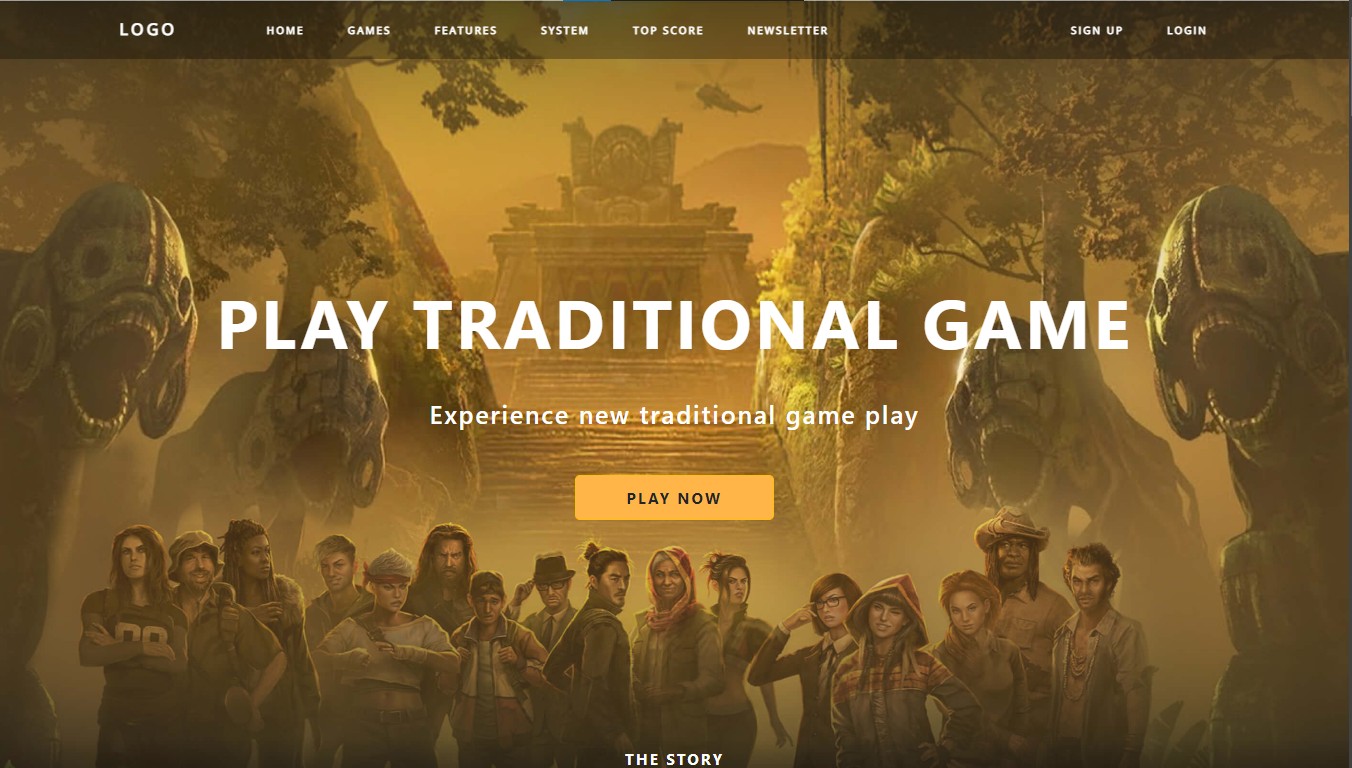 LOGO HOME GAMES FEATURES SYSTEM TOP SCORE NEWSLETTER SIGN UP LOGIN
PLAY TRADITIONAL GAME
Experience new traditional game play
PLAY NOW
THE STORY